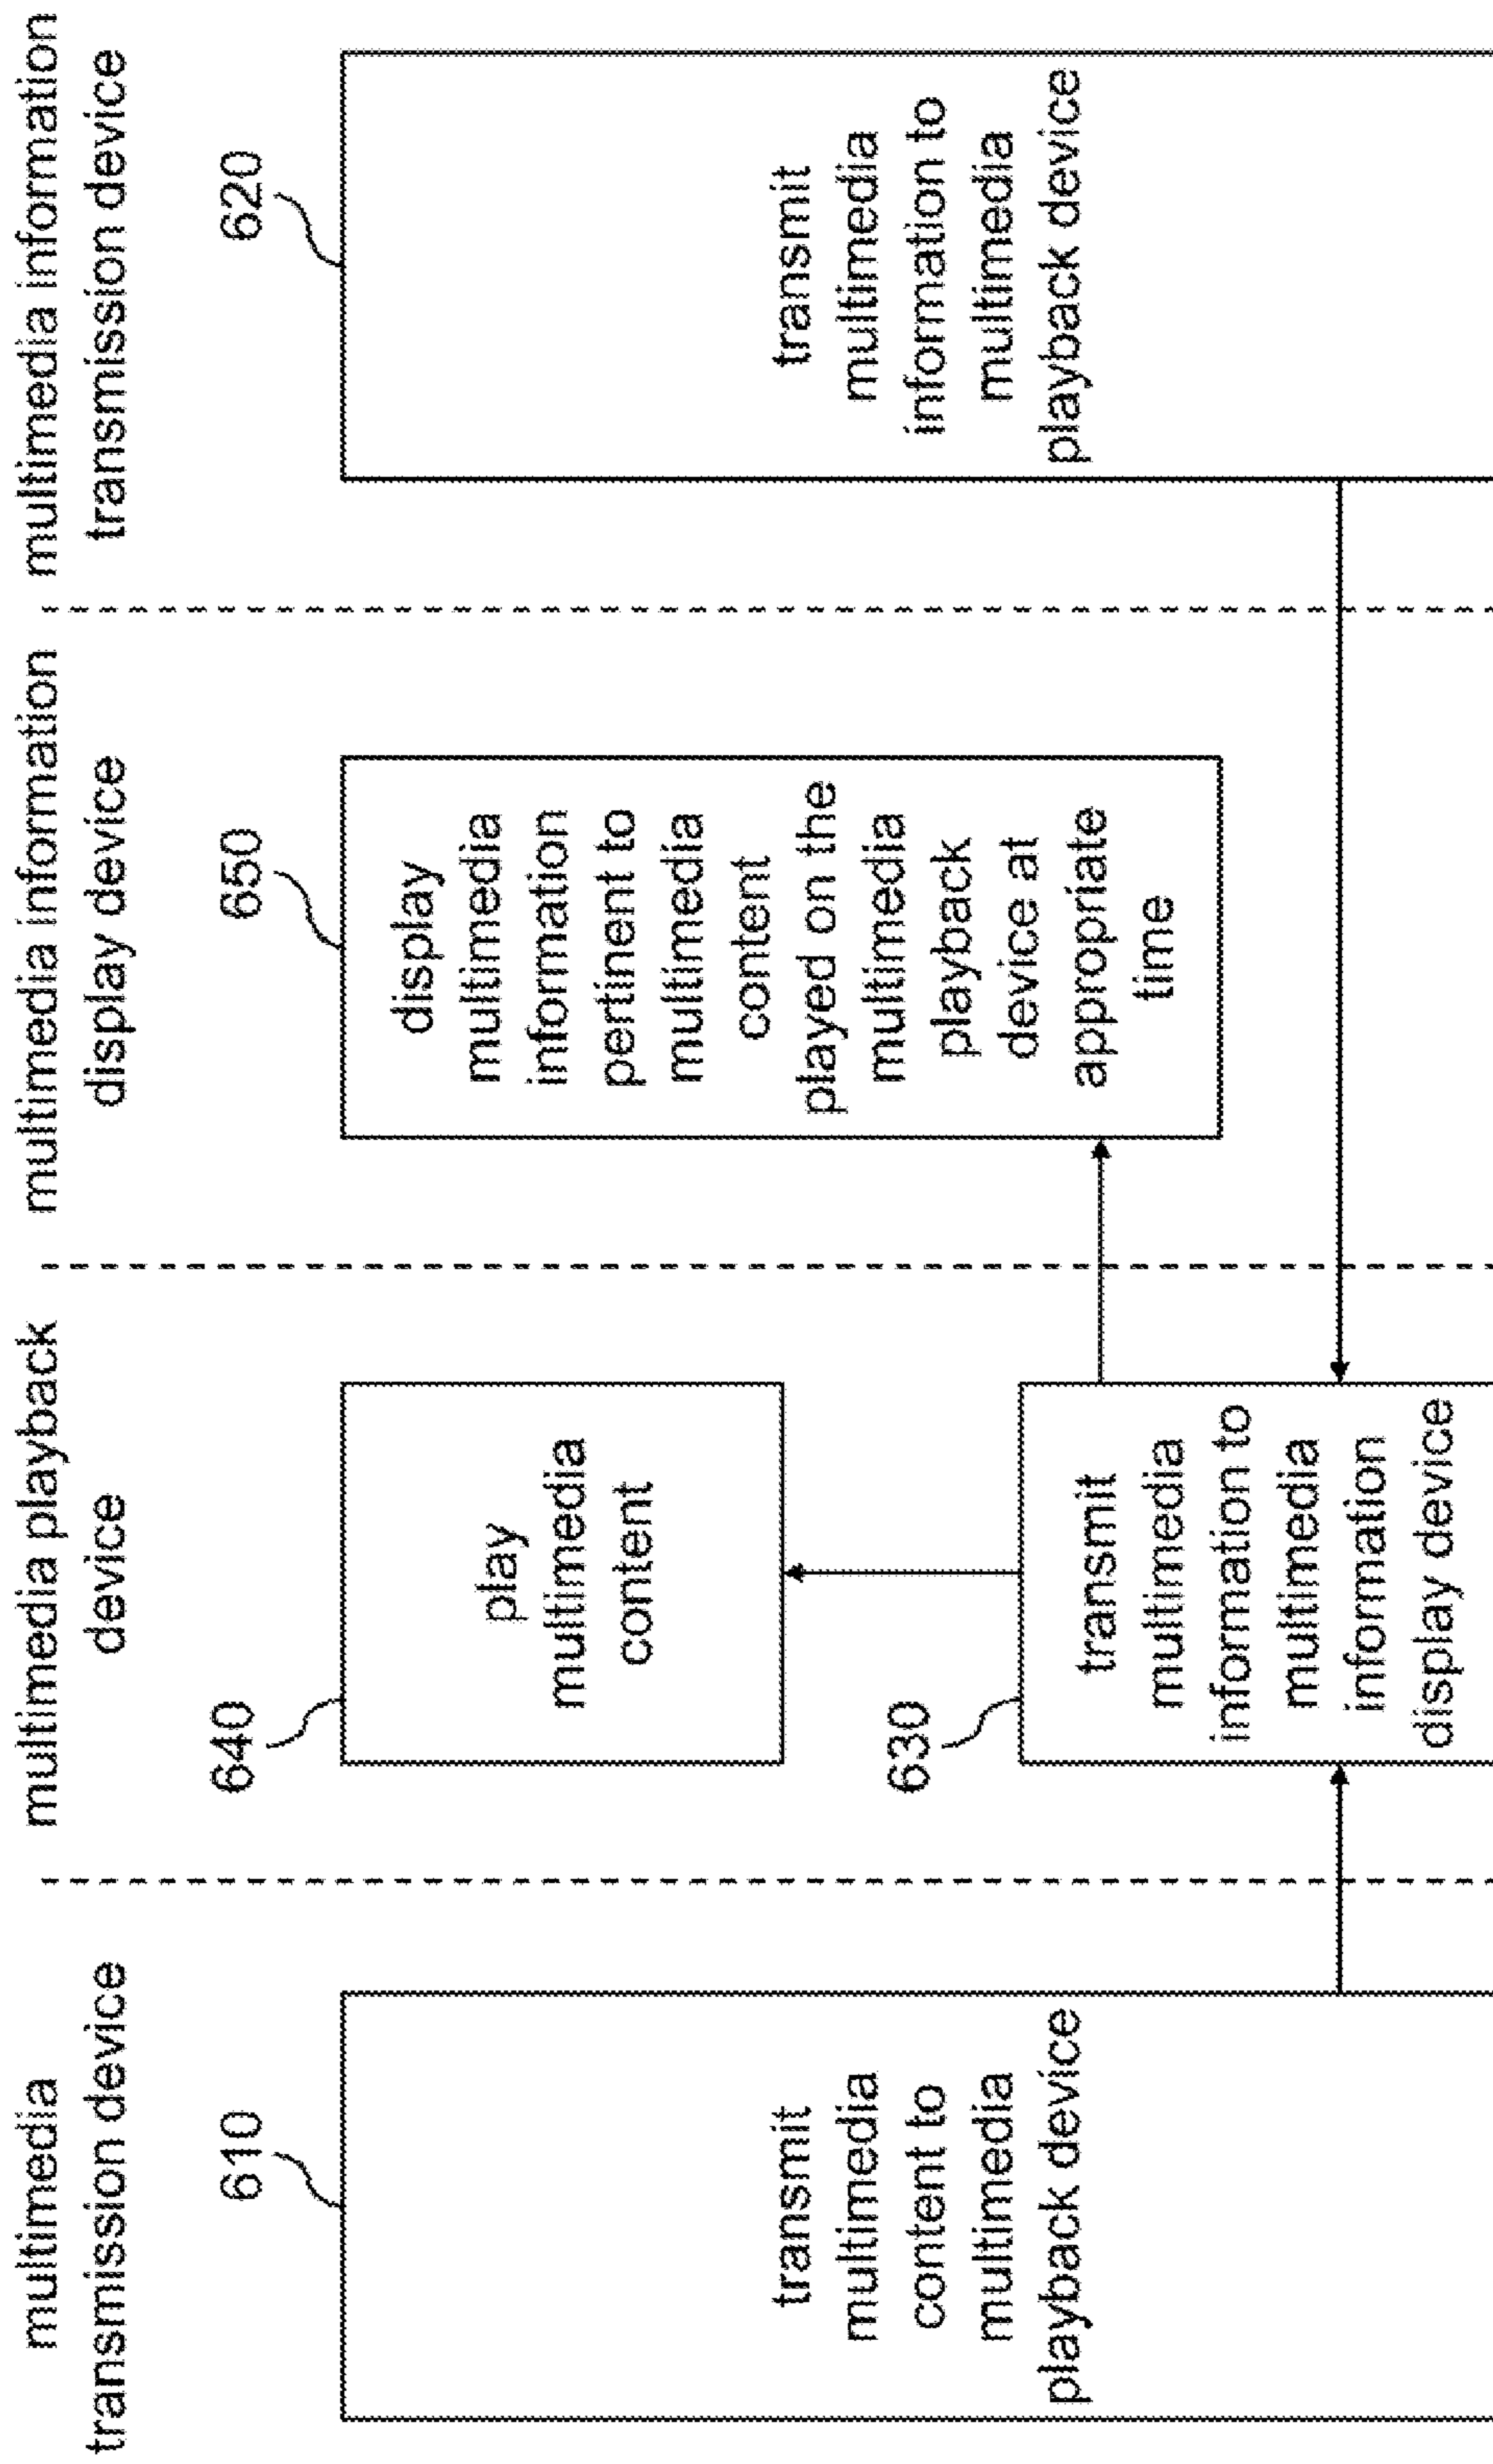 multimedia
transmission device
multimedia playback
device
multimedia information
display device
multimedia information
transmission device
610
transmit
multimedia
content to
multimedia
playback device
640
play
multimedia
content
630
transmit
multimedia
information to
multimedia
information
display device
650
display
multimedia
information
pertinent to
multimedia
content
played on the
multimedia
playback
device at
appropriate
time
620
transmit
multimedia
information to
multimedia
playback device